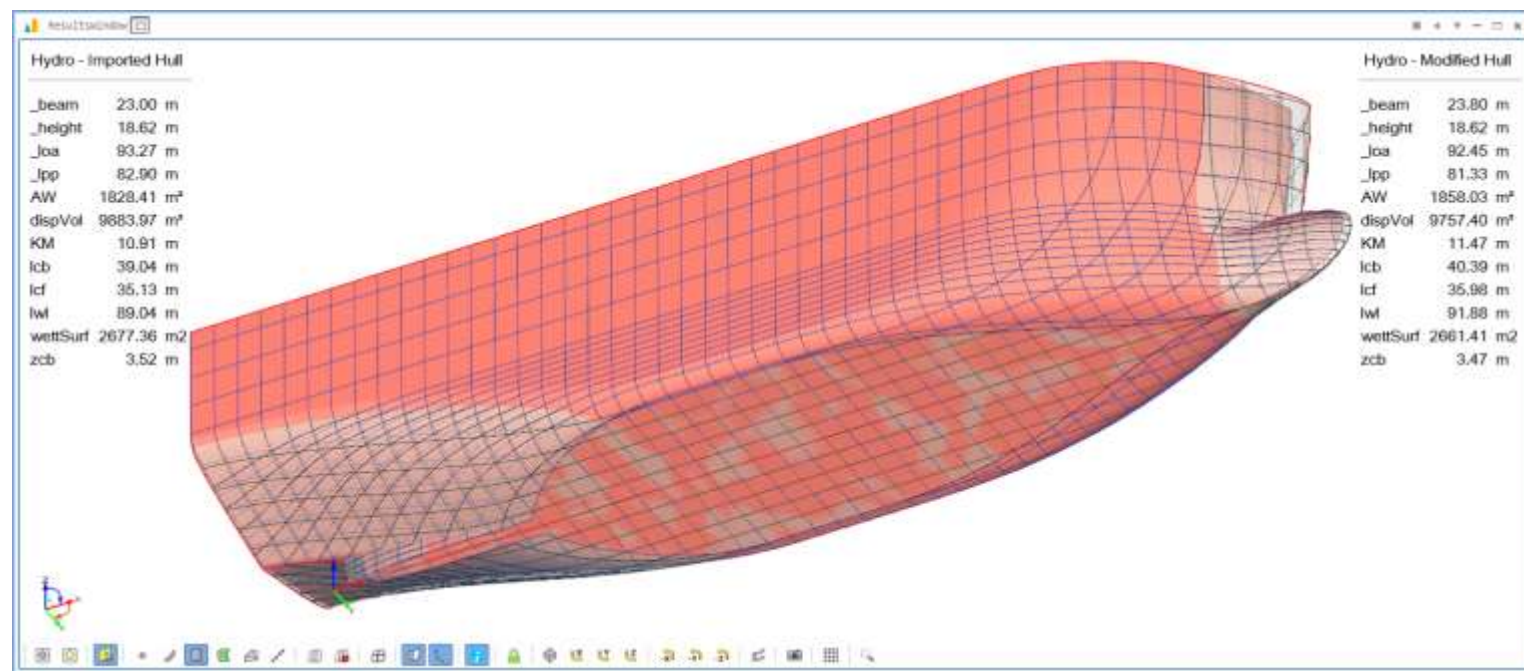 ResultsWindow
Hydro - Imported Hull
_beam 23.00 m
_height 18.62 m
_loa 93.27 m
_lpp 82.90 m
AW 1828.41 m²
dispVol 9883.97 m³
KM 10.91 m
lcb 39.04 m
lcf 35.13 m
lwl 89.04 m
wettSurf 2677.36 m2
zcb 3.52 m
Hydro - Modified Hull
_beam 23.80 m
_height 18.62 m
_loa 92.45 m
_lpp 81.33 m
AW 1858.03 m²
dispVol 9757.40 m³
KM 11.47 m
lcb 40.39 m
lcf 35.98 m
lwl 91.88 m
wettSurf 2661.41 m2
zcb 3.47 m